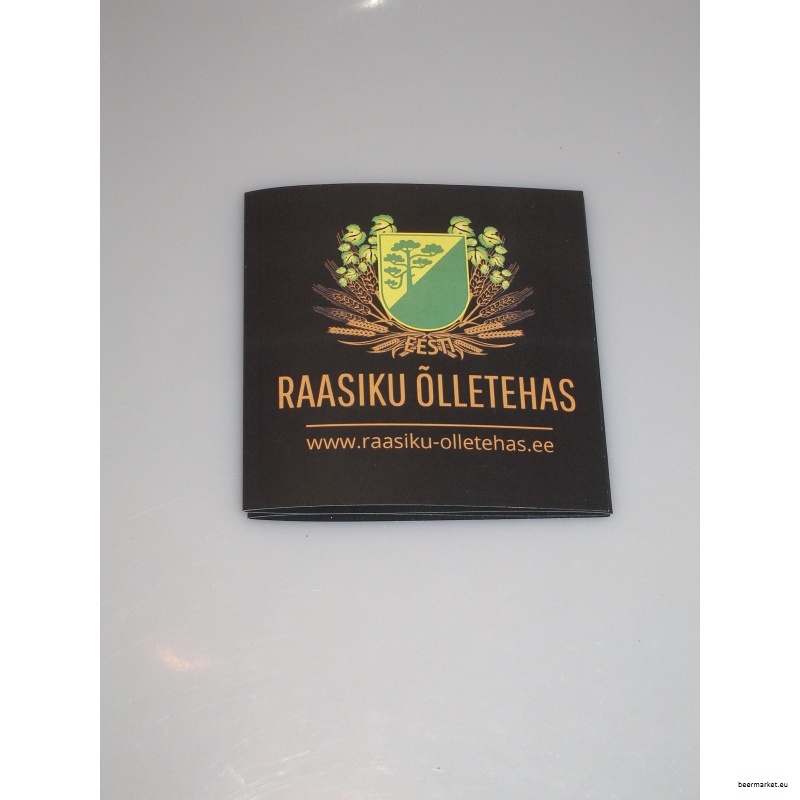 EESTI
RAASIKU ÕLLETEHAS
www.raasiku-olletehas.ee
beermarket.eu